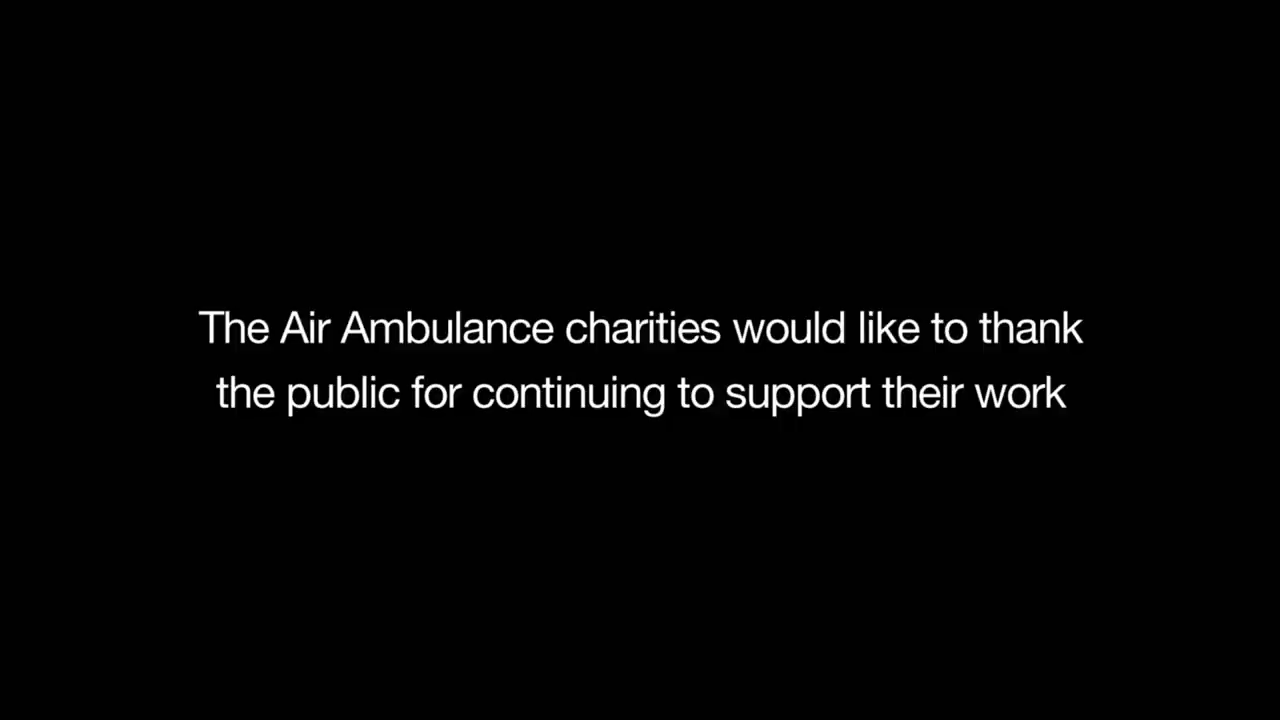 The Air Ambulance charities would like to thank
the public for continuing to support their work